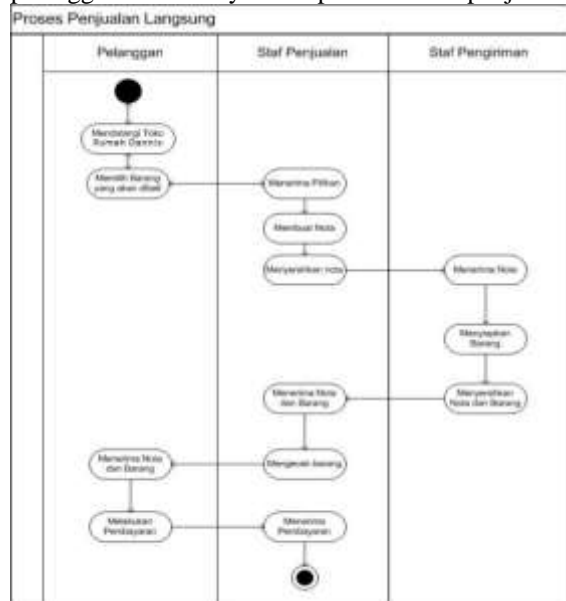 Proses Penjualan Langsung
Pelanggan
Staf Penjualan
Staf Pengiriman
Mendatangi Toko
Rumah Dannis
Memilih Barang
yang akan dibeli
Menerima Pilihan
Membuat Nota
Menyerahkan nota
Menerima Nota
Menyiapkan
Barang
Menyerahkan
Nota dan Barang
Menerima Nota
dan Barang
Mengecek barang
Menerima Nota
dan Barang
Melakukan
Pembayaran
Menerima
Pembayaran